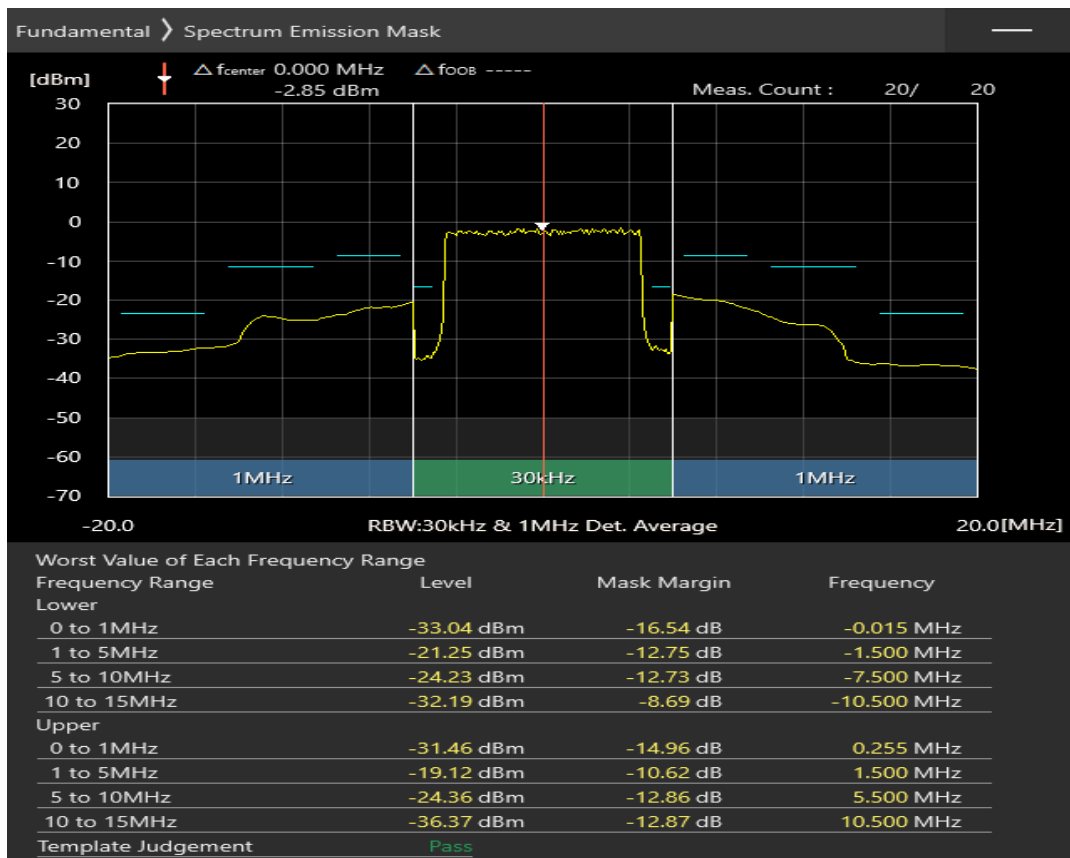 Fundamental ❯ Spectrum Emission Mask
[dBm]
△ fcenter 0.000 MHz △ fOOB -----
-2.85 dBm
Meas. Count : 20/ 20
30
20
10
0
-10
-20
-30
-40
-50
-60
-70
1MHz 30kHz 1MHz
-20.0 RBW:30kHz & 1MHz Det. Average 20.0[MHz]
Worst Value of Each Frequency Range
Frequency Range Level Mask Margin Frequency
Lower
0 to 1MHz -33.04 dBm -16.54 dB -0.015 MHz
1 to 5MHz -21.25 dBm -12.75 dB -1.500 MHz
5 to 10MHz -24.23 dBm -12.73 dB -7.500 MHz
10 to 15MHz -32.19 dBm -8.69 dB -10.500 MHz
Upper
0 to 1MHz -31.46 dBm -14.96 dB 0.255 MHz
1 to 5MHz -19.12 dBm -10.62 dB 1.500 MHz
5 to 10MHz -24.36 dBm -12.86 dB 5.500 MHz
10 to 15MHz -36.37 dBm -12.87 dB 10.500 MHz
Template Judgement Pass